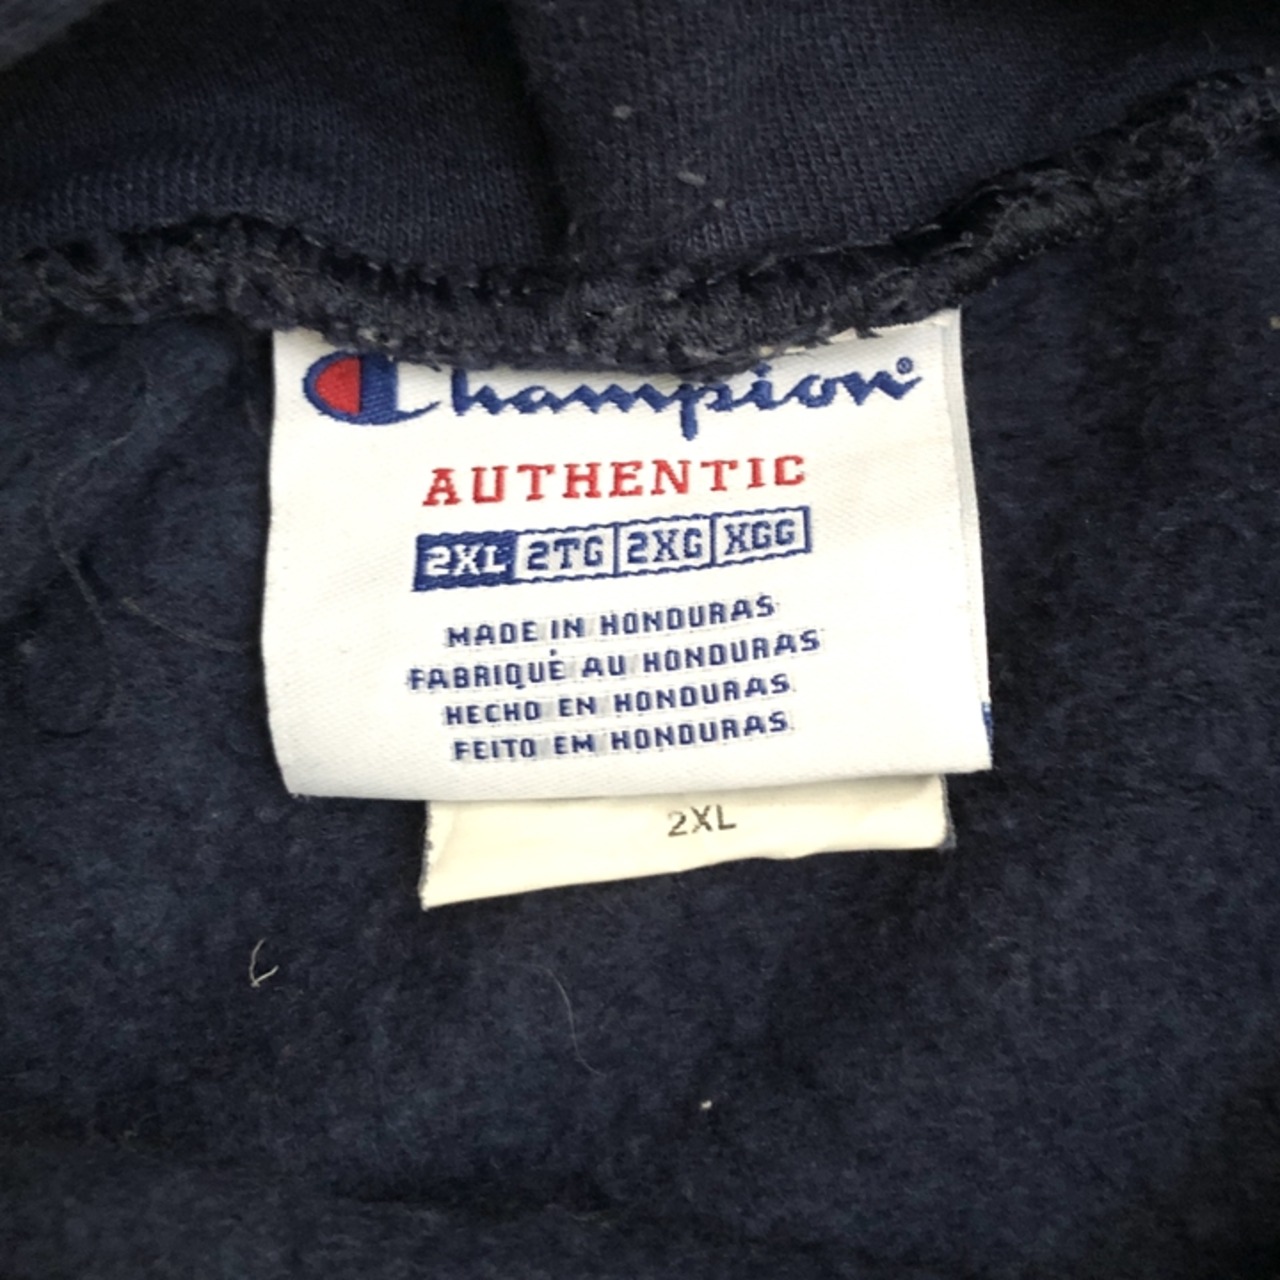 Champion®
AUTHENTIC
2XL 2TG 2XG XGG
MADE IN HONDURAS
FABRIQUÉ AU HONDURAS
HECHO EN HONDURAS
FEITO EM HONDURAS
2XL